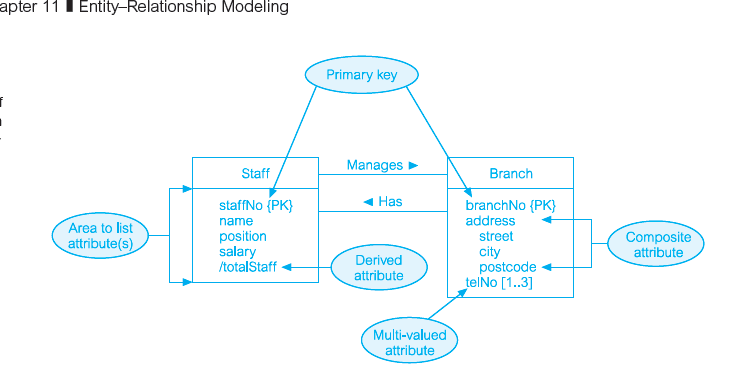 apter 11 ▮ Entity–Relationship Modeling
f
Primary key
Staff
Manages ►
Branch
◄ Has
staffNo {PK}
name
position
salary
/totalStaff
Area to list
attribute(s)
Derived
attribute
branchNo {PK}
address
street
city
postcode
telNo [1..3]
Composite
attribute
Multi-valued
attribute